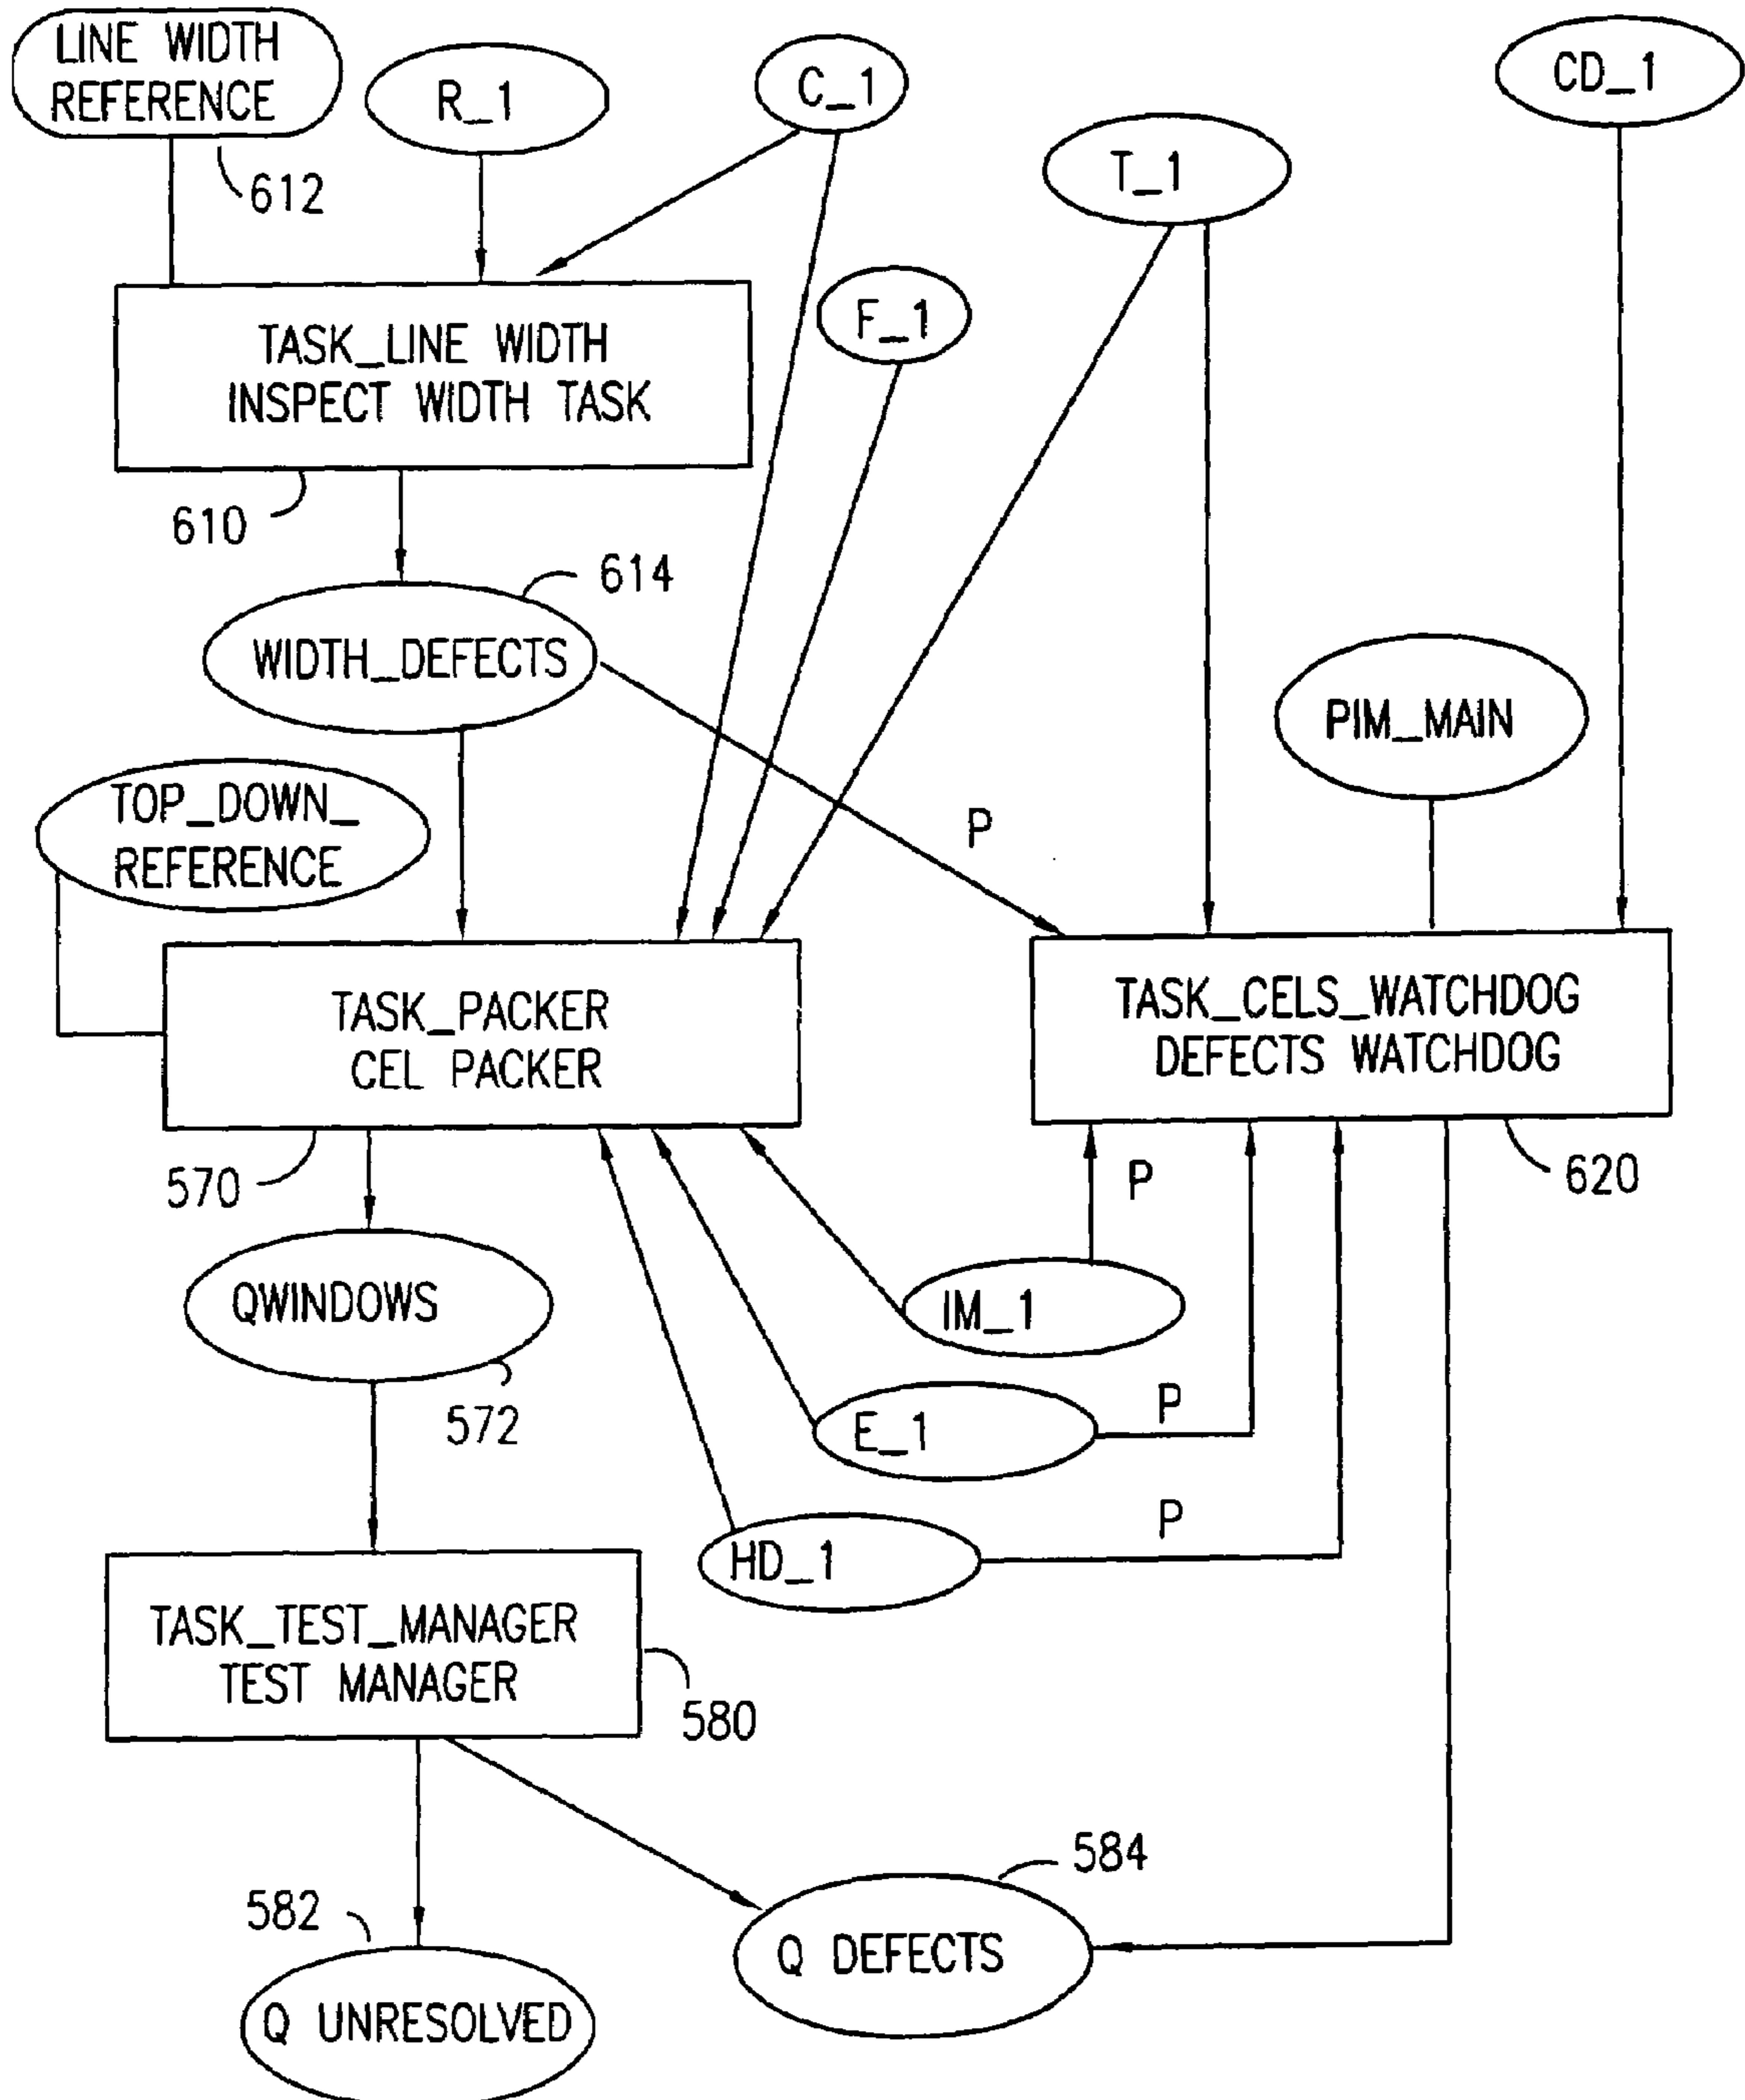 LINE WIDTH
REFERENCE
R_1
C_1
CD_1
612
T_1
F_1
TASK_LINE WIDTH
INSPECT WIDTH TASK
610
614
WIDTH_DEFECTS
PIM_MAIN
TOP_DOWN_
REFERENCE
P
TASK_PACKER
CEL PACKER
TASK_CELS_WATCHDOG
DEFECTS WATCHDOG
570
P
620
QWINDOWS
IM_1
572
E_1
P
HD_1
P
TASK_TEST_MANAGER
TEST MANAGER
580
584
582
Q DEFECTS
Q UNRESOLVED